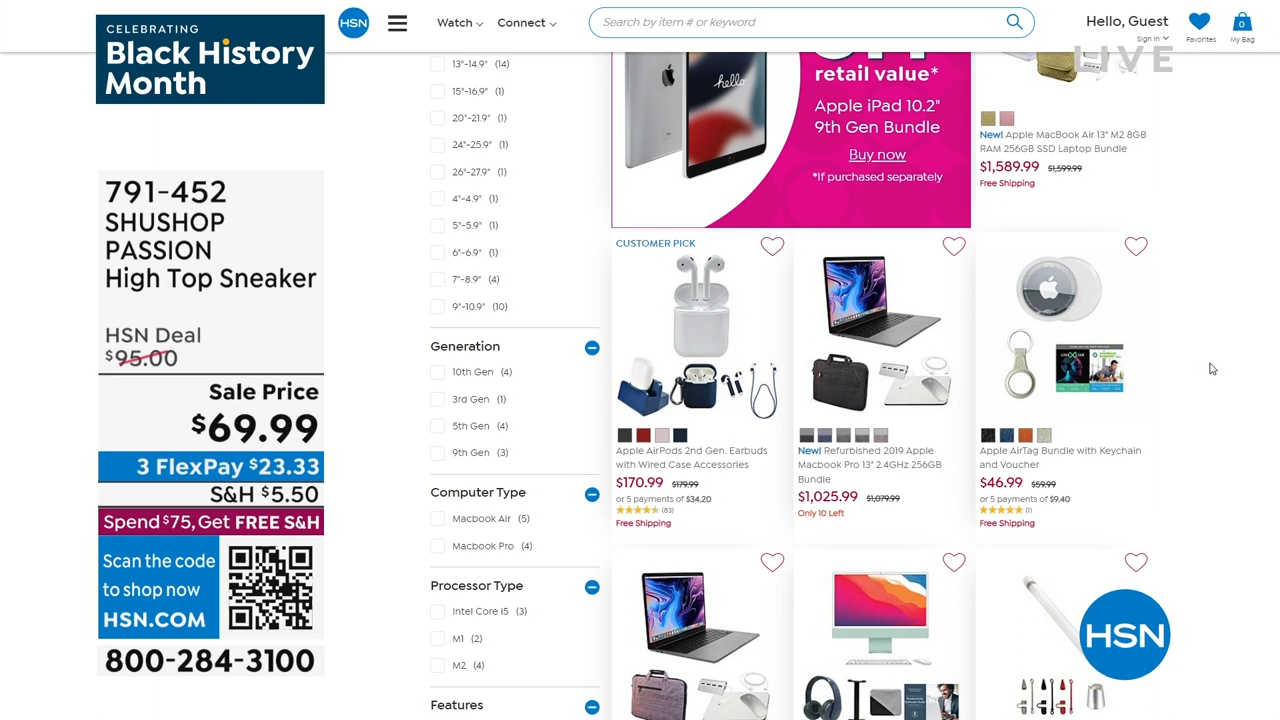 CELEBRATING
Black History
Month
791-452
SHUSHOP
PASSION
High Top Sneaker
HSN Deal
$95.00
Sale Price
$69.99
3 FlexPay $23.33
S&H $5.50
Spend $75, Get FREE S&H
Scan the code
to shop now
HSN.COM
800-284-3100
HSN
Watch
Connect
Search by item # or keyword
Hello, Guest
Sign in
Favorites
0
My Bag
LIVE
13"-14.9" (14)
15"-16.9" (1)
20"-21.9" (1)
24"-25.9" (1)
26"-27.9" (1)
4"-4.9" (1)
5"-5.9" (1)
6"-6.9" (1)
7"-8.9" (4)
9"-10.9" (10)
Generation
10th Gen (4)
3rd Gen (1)
5th Gen (4)
9th Gen (3)
Computer Type
Macbook Air (5)
Macbook Pro (4)
Processor Type
Intel Core i5 (3)
M1 (2)
M2 (4)
Features
hello
retail value*
Apple iPad 10.2"
9th Gen Bundle
Buy now
*If purchased separately
New! Apple MacBook Air 13" M2 8GB
RAM 256GB SSD Laptop Bundle
$1,589.99 $1,599.99
Free Shipping
CUSTOMER PICK
Apple AirPods 2nd Gen. Earbuds
with Wired Case Accessories
$170.99 $179.99
or 5 payments of $34.20
(83)
Free Shipping
New! Refurbished 2019 Apple
Macbook Pro 13" 2.4GHz 256GB
Bundle
$1,025.99 $1,079.99
Only 10 Left
Apple AirTag Bundle with Keychain
and Voucher
$46.99 $59.99
or 5 payments of $9.40
(1)
Free Shipping
HSN